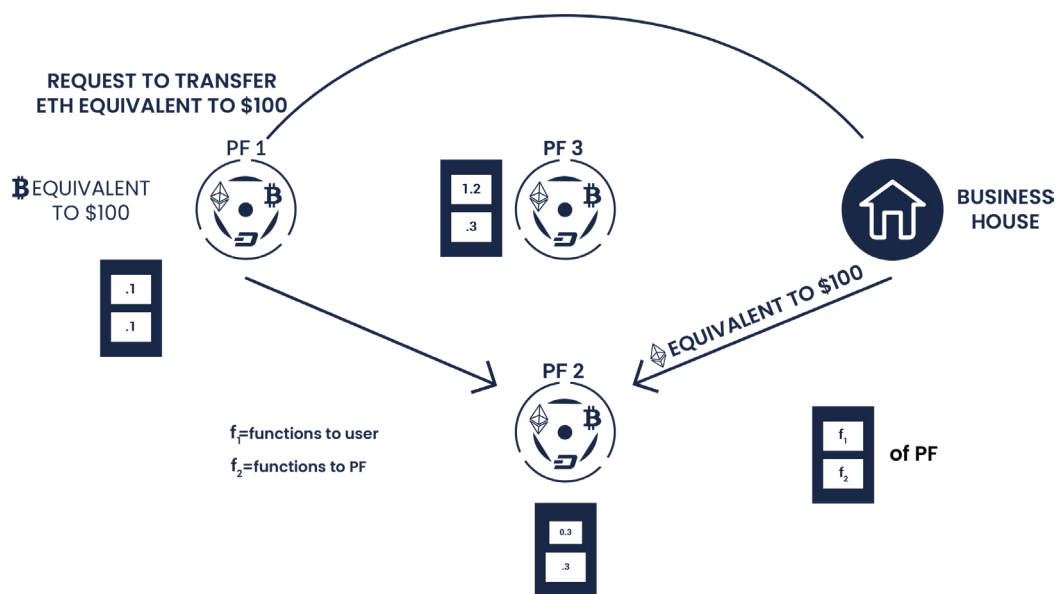 REQUEST TO TRANSFER
ETH EQUIVALENT TO $100
PF 1
PF 3
₿ EQUIVALENT
TO $100
1.2
.3
BUSINESS
HOUSE
.1
.1
EQUIVALENT TO $100
PF 2
f1=functions to user
f2=functions to PF
f1
f2
of PF
0.3
.3